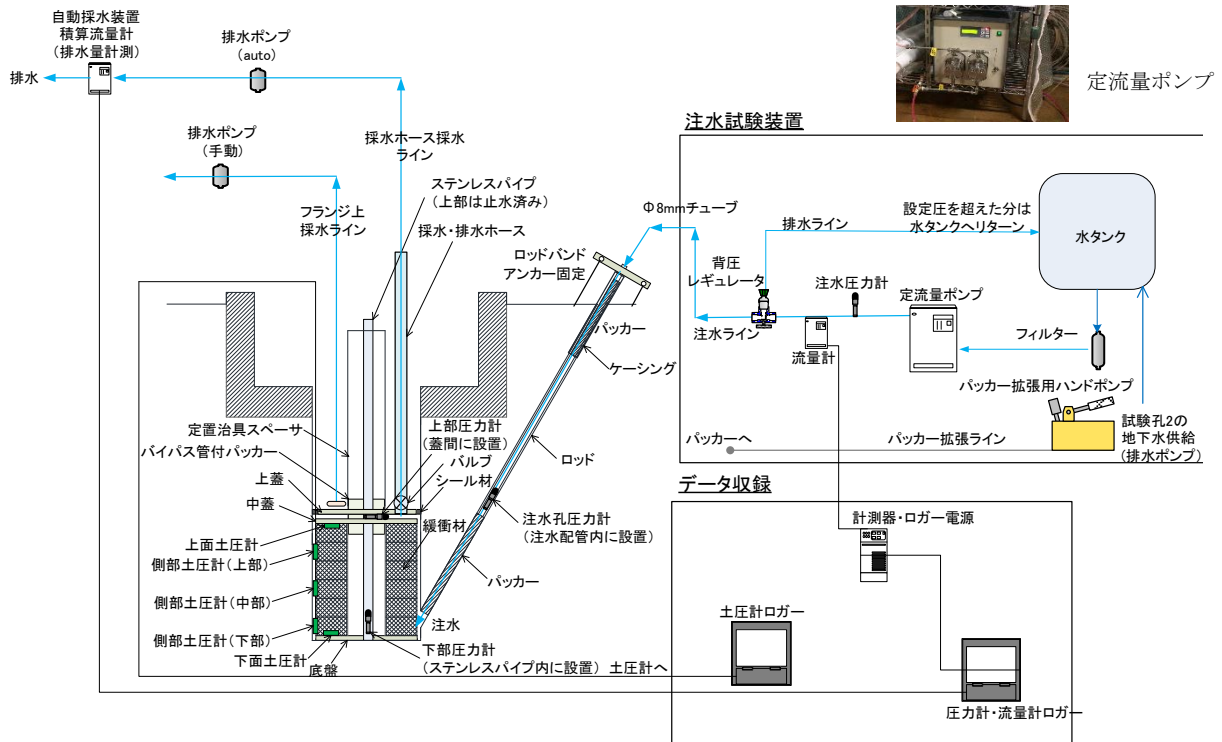 自動採水装置
積算流量計
(排水量計測)
排水
排水ポンプ
(auto)
排水ポンプ
(手動)
採水ホース採水
ライン
ステンレスパイプ
(上部は止水済み)
フランジ上
採水ライン
採水・排水ホース
ロッドバンド
アンカー固定
Φ8mmチューブ
定流量ポンプ
注水試験装置
排水ライン
設定圧を超えた分は
水タンクへリターン
水タンク
背圧
レギュレータ
注水圧力計
定流量ポンプ
注水ライン
流量計
フィルター
パッカー拡張用ハンドポンプ
パッカーへ
パッカー拡張ライン
試験孔2の
地下水供給
(排水ポンプ)
パッカー
ケーシング
定置治具スペーサ
バイパス管付パッカー
上部圧力計
(蓋間に設置)
バルブ
シール材
ロッド
上蓋
中蓋
緩衝材
注水孔圧力計
(注水配管内に設置)
上面土圧計
側部土圧計(上部)
側部土圧計(中部)
側部土圧計(下部)
下面土圧計
底盤
パッカー
注水
下部圧力計
(ステンレスパイプ内に設置)
土圧計へ
データ収録
計測器・ロガー電源
土圧計ロガー
圧力計・流量計ロガー